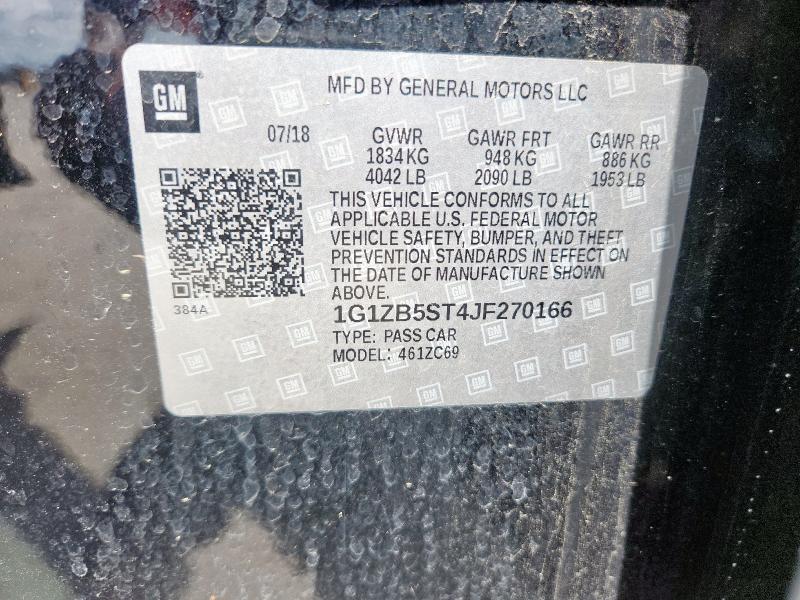 GM
MFD BY GENERAL MOTORS LLC
07/18 GVWR GAWR FRT GAWR RR
1834 KG 948 KG 886 KG
4042 LB 2090 LB 1953 LB
THIS VEHICLE CONFORMS TO ALL
APPLICABLE U.S. FEDERAL MOTOR
VEHICLE SAFETY, BUMPER, AND THEFT
PREVENTION STANDARDS IN EFFECT ON
THE DATE OF MANUFACTURE SHOWN
ABOVE.
384A
1G1ZB5ST4JF270166
TYPE: PASS CAR
MODEL: 461ZC69